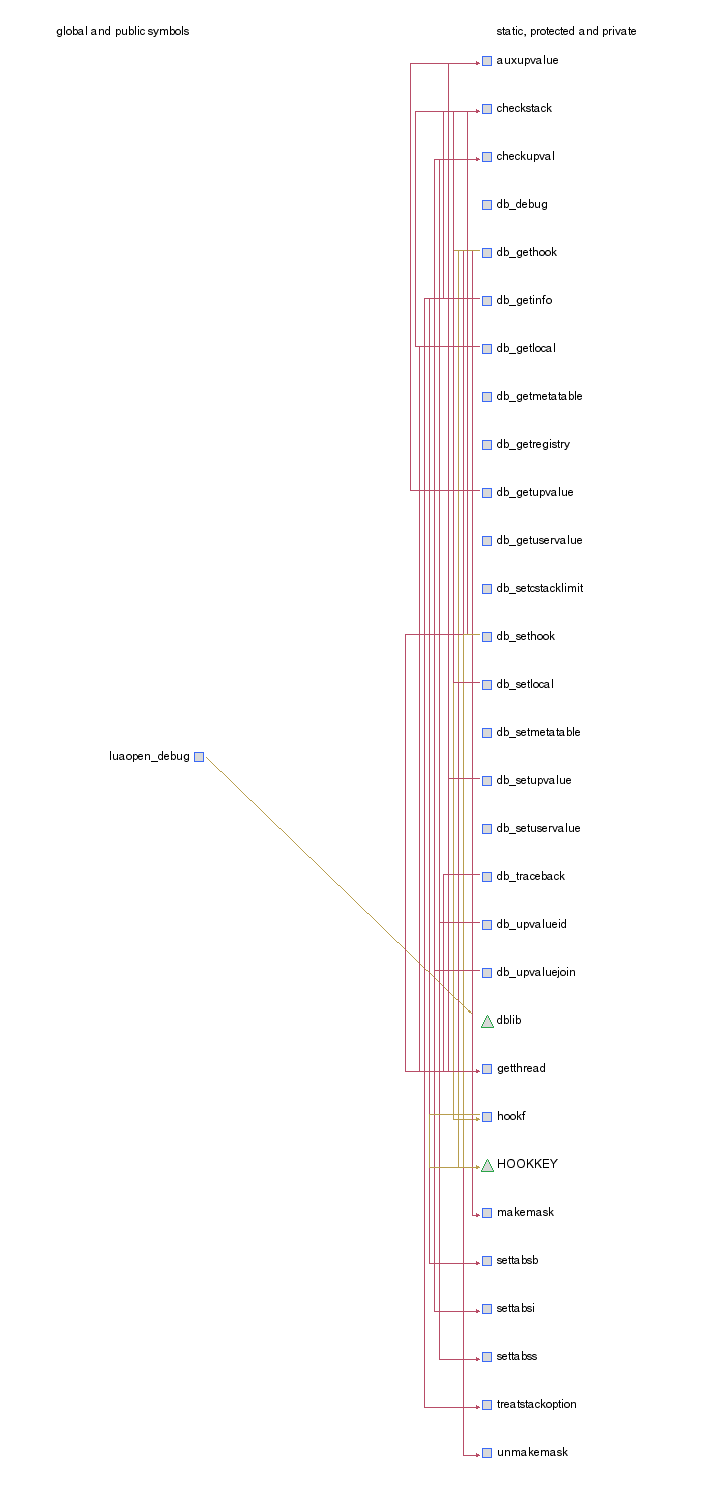 global and public symbols
static, protected and private
auxupvalue
checkstack
checkupval
db_debug
db_gethook
db_getinfo
db_getlocal
db_getmetatable
db_getregistry
db_getupvalue
db_getuservalue
db_setcstacklimit
db_sethook
db_setlocal
db_setmetatable
luaopen_debug
db_setupvalue
db_setuservalue
db_traceback
db_upvalueid
db_upvaluejoin
dblib
getthread
hookf
HOOKKEY
makemask
settabsb
settabsi
settabss
treatstackoption
unmakemask